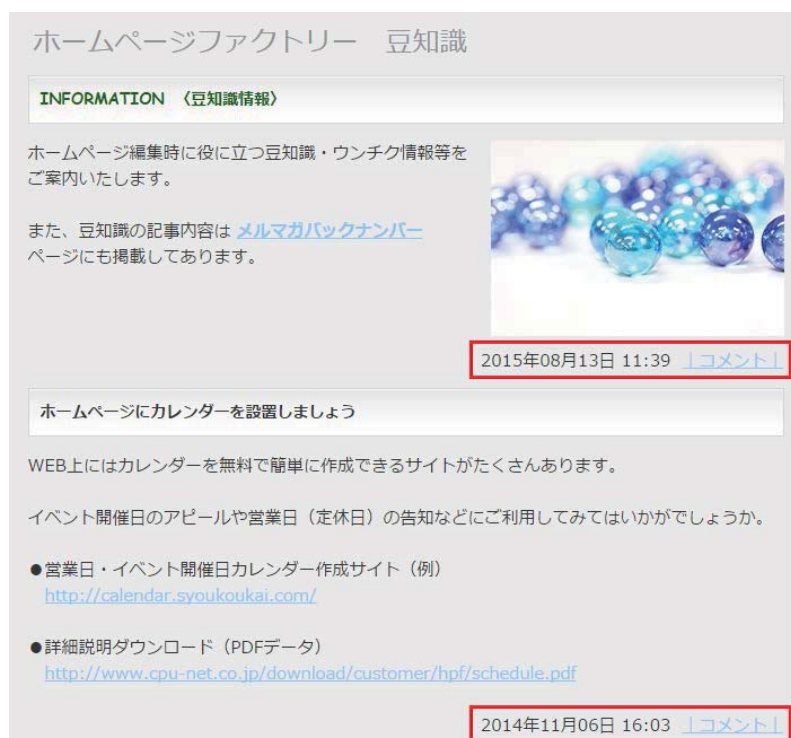 ホームページファクトリー　豆知識
INFORMATION 〈豆知識情報〉
ホームページ編集時に役に立つ豆知識・ウンチク情報等を
ご案内いたします。
また、豆知識の記事内容は メルマガバックナンバー
ページにも掲載してあります。
2015年08月13日 11:39 ｜コメント｜
ホームページにカレンダーを設置しましょう
WEB上にはカレンダーを無料で簡単に作成できるサイトがたくさんあります。
イベント開催日のアピールや営業日（定休日）の告知などにご利用してみてはいかがでしょうか。
●営業日・イベント開催日カレンダー作成サイト（例）
http://calendar.syoukoukai.com/
●詳細説明ダウンロード（PDFデータ）
http://www.cpu-net.co.jp/download/customer/hpf/schedule.pdf
2014年11月06日 16:03 ｜コメント｜